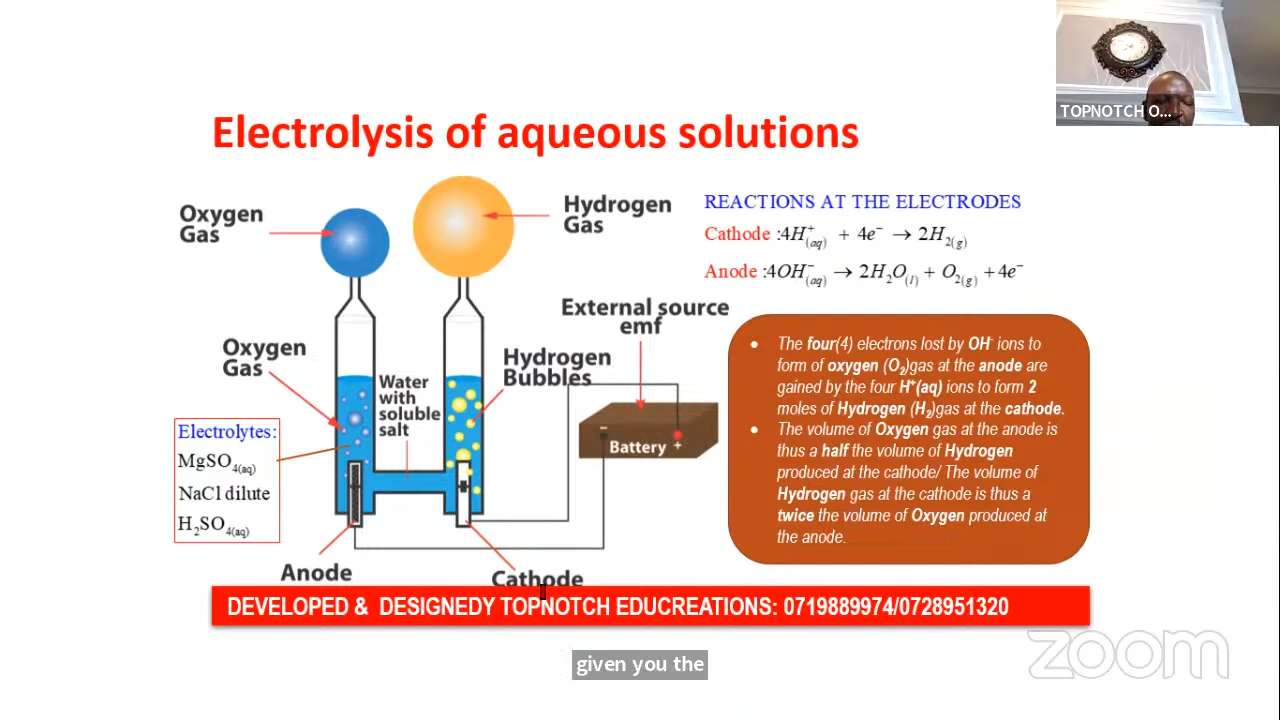 TOPNOTCH O...
Electrolysis of aqueous solutions
Oxygen
Gas
Hydrogen
Gas
REACTIONS AT THE ELECTRODES
Cathode :4H⁺(aq) + 4e⁻ → 2H₂(g)
Anode :4OH⁻(aq) → 2H₂O(l) + O₂(g) + 4e⁻
External source
emf
Oxygen
Gas
Hydrogen
Bubbles
Water
with
soluble
salt
Battery
-
+
Electrolytes:
MgSO₄(aq)
NaCl dilute
H₂SO₄(aq)
Anode
Cathode
• The four(4) electrons lost by OH⁻ ions to
form of oxygen (O₂)gas at the anode are
gained by the four H⁺(aq) ions to form 2
moles of Hydrogen (H₂)gas at the cathode.
• The volume of Oxygen gas at the anode is
thus a half the volume of Hydrogen
produced at the cathode/ The volume of
Hydrogen gas at the cathode is thus a
twice the volume of Oxygen produced at
the anode.
DEVELOPED & DESIGNEDY TOPNOTCH EDUCREATIONS: 0719889974/0728951320
given you the
zoom